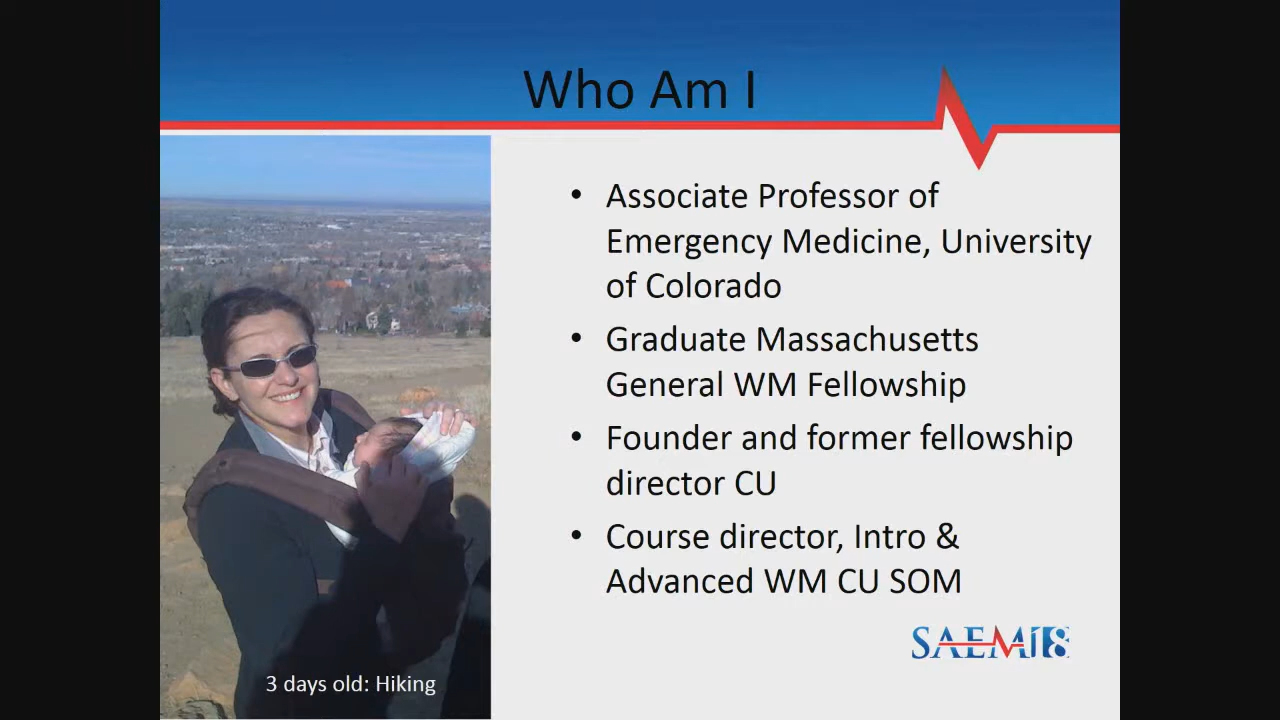 Who Am I
• Associate Professor of
Emergency Medicine, University
of Colorado
• Graduate Massachusetts
General WM Fellowship
• Founder and former fellowship
director CU
• Course director, Intro &
Advanced WM CU SOM
3 days old: Hiking
SAEM18